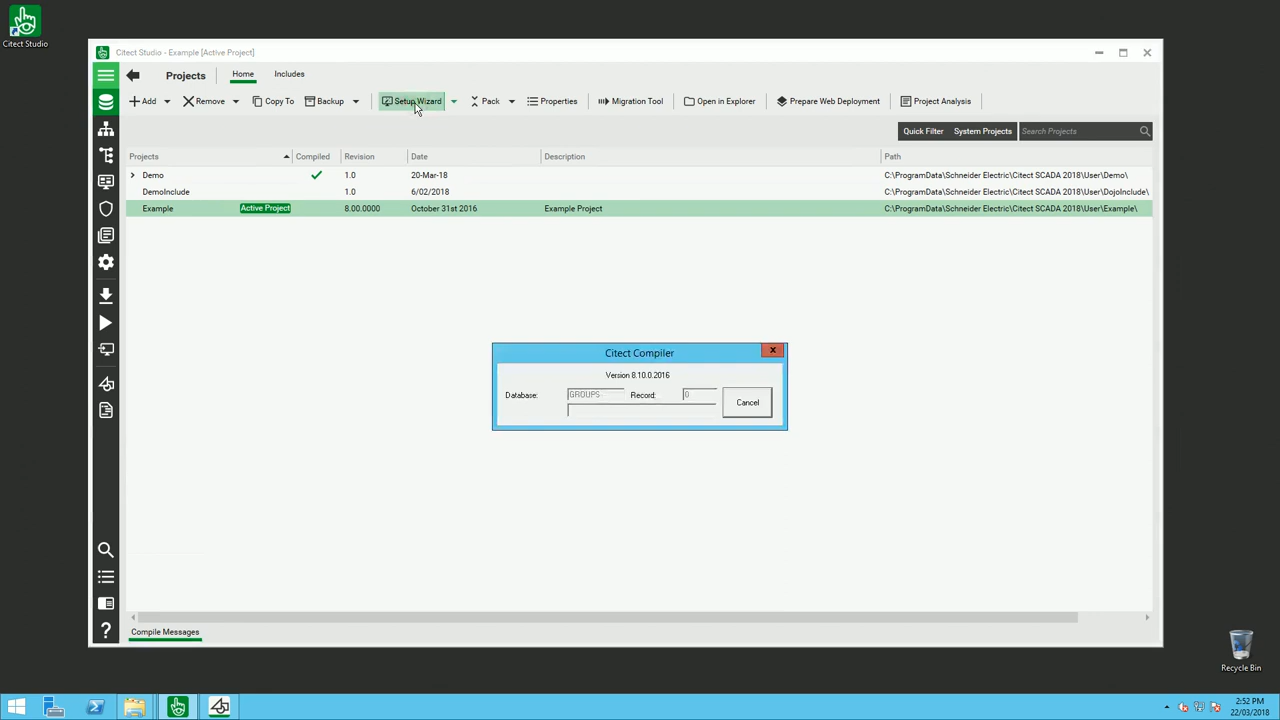 Citect Studio
Citect Studio - Example [Active Project]
Projects
Home
Includes
Add
Remove
Copy To
Backup
Setup Wizard
Pack
Properties
Migration Tool
Open in Explorer
Prepare Web Deployment
Project Analysis
Quick Filter
System Projects
Search Projects
Projects Compiled Revision Date Description Path
Demo 1.0 20-Mar-18 C:\ProgramData\Schneider Electric\Citect SCADA 2018\User\Demo\
DemoInclude 1.0 6/02/2018 C:\ProgramData\Schneider Electric\Citect SCADA 2018\User\DojoInclude\
Example Active Project 8.00.0000 October 31st 2016 Example Project C:\ProgramData\Schneider Electric\Citect SCADA 2018\User\Example\
Citect Compiler
Version 8.10.0.2016
Database: GROUPS Record: 0
Cancel
Compile Messages
Recycle Bin
2:52 PM
22/03/2018